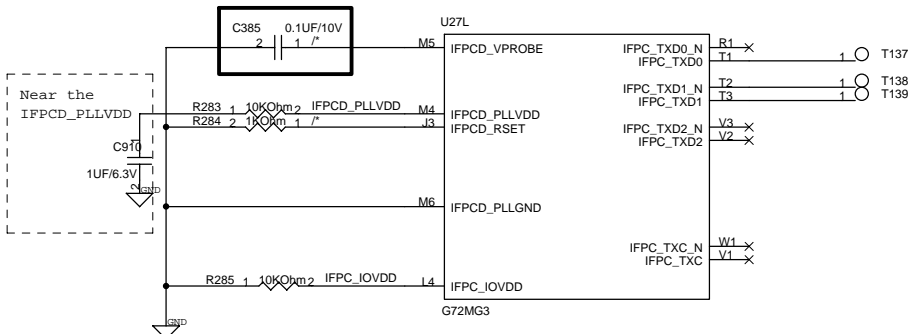 U27L
C385 0.1UF/10V
2 1 /*
M5 IFPCD_VPROBE
IFPC_TXD0_N R1
IFPC_TXD0 T1 1 T137
IFPC_TXD1_N T2 1 T138
IFPC_TXD1 T3 1 T139
Near the
IFPCD_PLLVDD
R283 1 10KOhm 2 IFPCD_PLLVDD M4 IFPCD_PLLVDD
R284 2 1KOhm 1 /* J3 IFPCD_RSET
IFPC_TXD2_N V3
IFPC_TXD2 V2
C910
1
1UF/6.3V
2
GND
M6 IFPCD_PLLGND
IFPC_TXC_N W1
IFPC_TXC V1
R285 1 10KOhm 2 IFPC_IOVDD L4 IFPC_IOVDD
G72MG3
GND